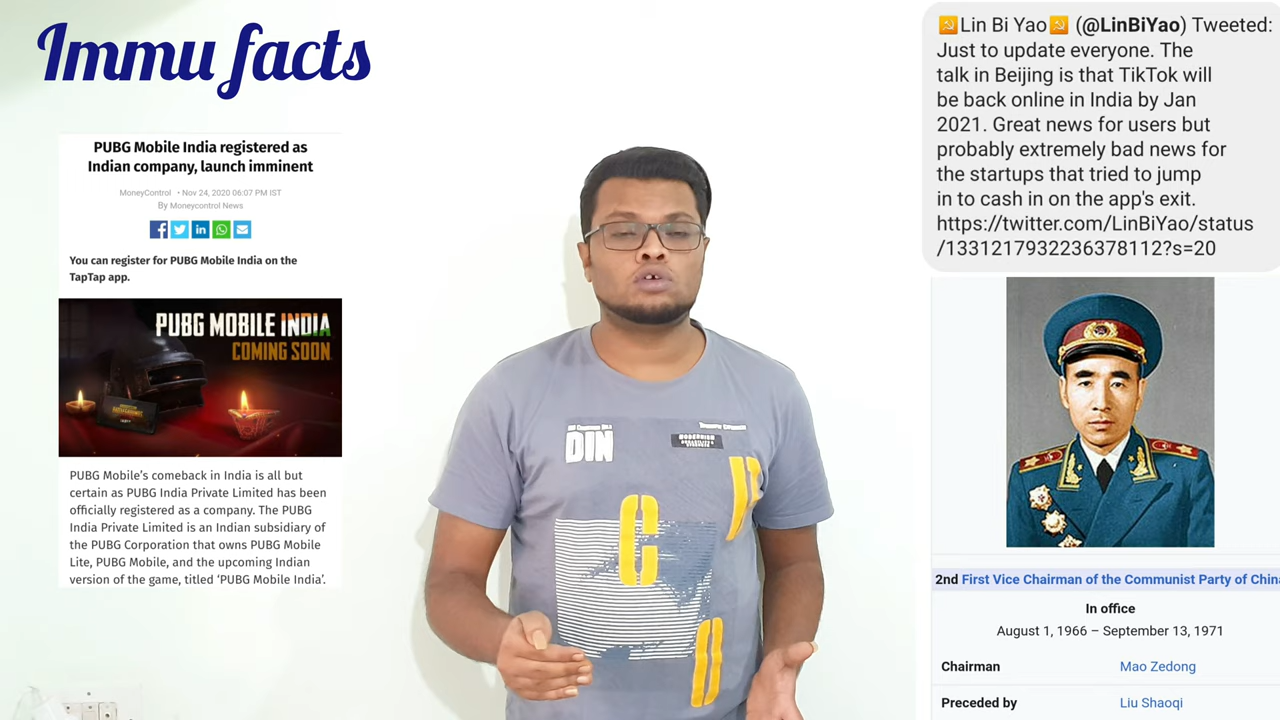 Immu facts
PUBG Mobile India registered as
Indian company, launch imminent
MoneyControl • Nov 24, 2020 06:07 PM IST
By Moneycontrol News
You can register for PUBG Mobile India on the
TapTap app.
PUBG MOBILE INDIA
COMING SOON
PUBG Mobile’s comeback in India is all but
certain as PUBG India Private Limited has been
officially registered as a company. The PUBG
India Private Limited is an Indian subsidiary of
the PUBG Corporation that owns PUBG Mobile
Lite, PUBG Mobile, and the upcoming Indian
version of the game, titled ‘PUBG Mobile India’.
DIN
MODERNISM
Lin Bi Yao (@LinBiYao) Tweeted:
Just to update everyone. The
talk in Beijing is that TikTok will
be back online in India by Jan
2021. Great news for users but
probably extremely bad news for
the startups that tried to jump
in to cash in on the app's exit.
https://twitter.com/LinBiYao/status
/1331217932236378112?s=20
2nd First Vice Chairman of the Communist Party of China
In office
August 1, 1966 – September 13, 1971
Chairman Mao Zedong
Preceded by Liu Shaoqi